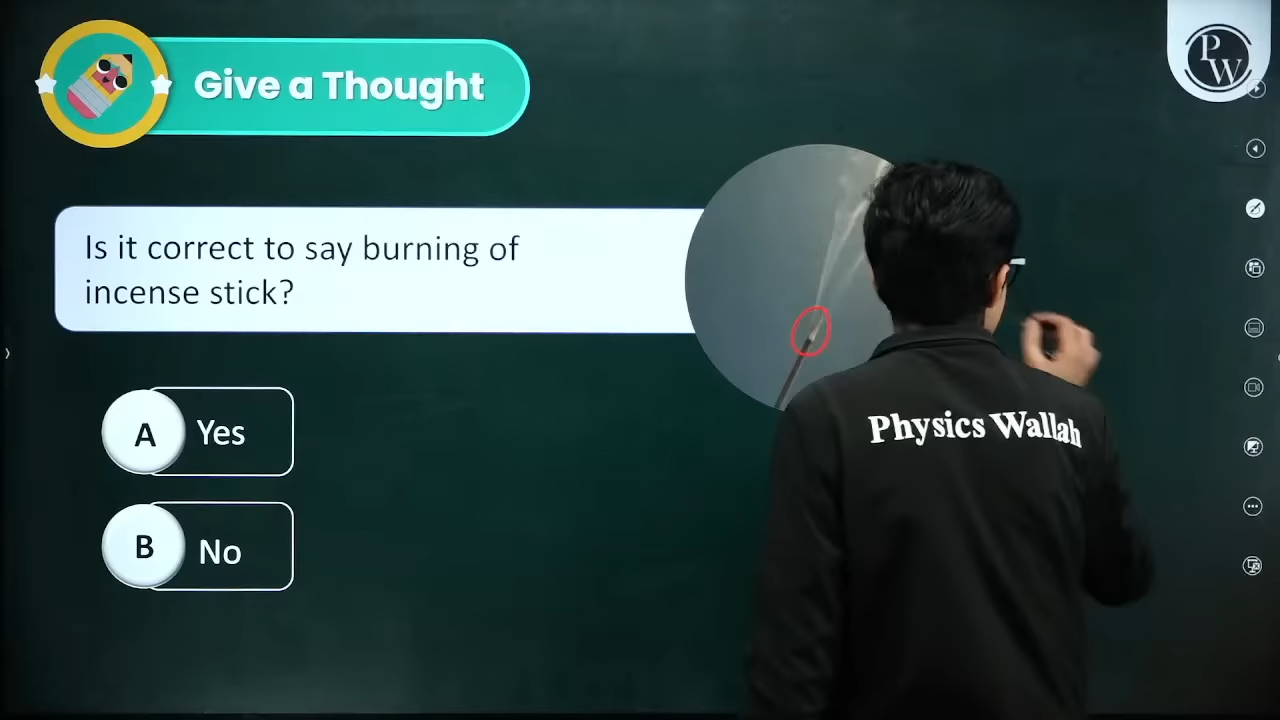 Give a Thought
PW
Is it correct to say burning of
incense stick?
Physics Wallah
A Yes
B No